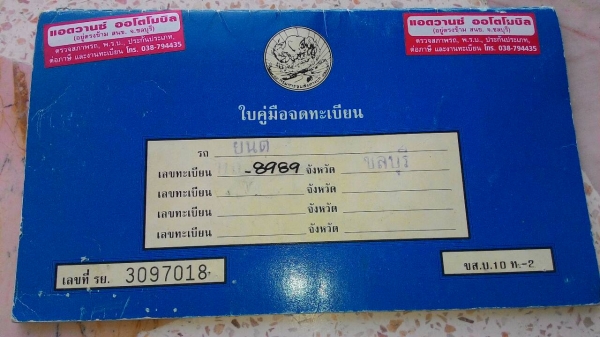 แอดวานซ์ ออโตโมบิล
(อยู่ตรงข้าม สนข. จ.ชลบุรี)
ตรวจสภาพรถ, พ.ร.บ., ประกันประเภท,
ต่อภาษี และงานทะเบียน โทร. 038-794435
แอดวานซ์ ออโตโมบิล
(อยู่ตรงข้าม สนข. จ.ชลบุรี)
ตรวจสภาพรถ, พ.ร.บ., ประกันประเภท,
ต่อภาษี และงานทะเบียน โทร. 038-794435
ใบคู่มือจดทะเบียน
รถ ยนต์
เลขทะเบียน -8989 จังหวัด ชลบุรี
เลขทะเบียน จังหวัด
เลขทะเบียน จังหวัด
เลขทะเบียน จังหวัด
เลขที่ รย. 3097018
ขส.บ.10 ท.-2